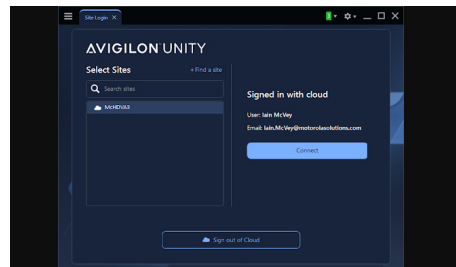 Site Login
AVIGILON UNITY
Select Sites
+ Find a site
Search sites
McHDVA3
Signed in with cloud
User: Iain McVey
Email: Iain.McVey@motorolasolutions.com
Connect
Sign out of Cloud